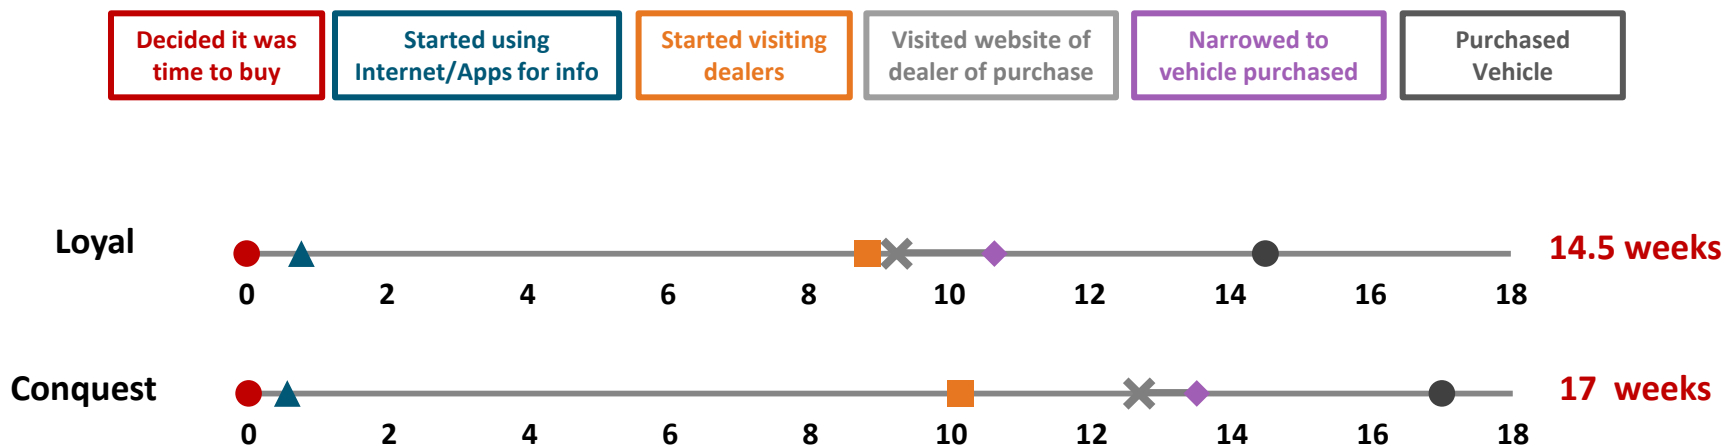 Decided it was
time to buy
Started using
Internet/Apps for info
Started visiting
dealers
Visited website of
dealer of purchase
Narrowed to
vehicle purchased
Purchased
Vehicle
Loyal
14.5 weeks
0 2 4 6 8 10 12 14 16 18
Conquest
17 weeks
0 2 4 6 8 10 12 14 16 18